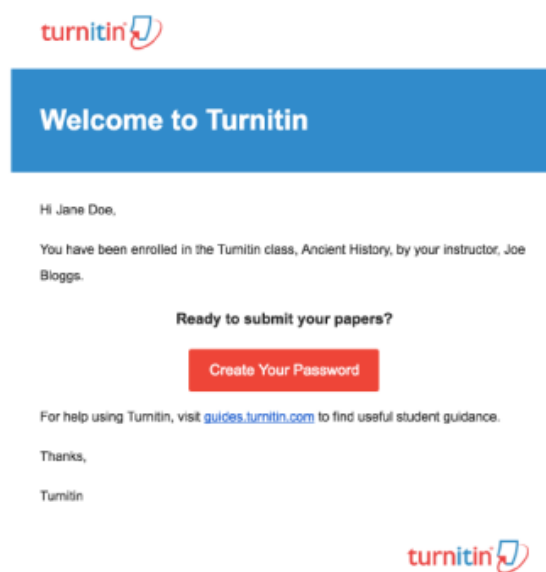 turnitin
Welcome to Turnitin
Hi Jane Doe,
You have been enrolled in the Turnitin class, Ancient History, by your instructor, Joe
Bloggs.
Ready to submit your papers?
Create Your Password
For help using Turnitin, visit guides.turnitin.com to find useful student guidance.
Thanks,
Turnitin
turnitin